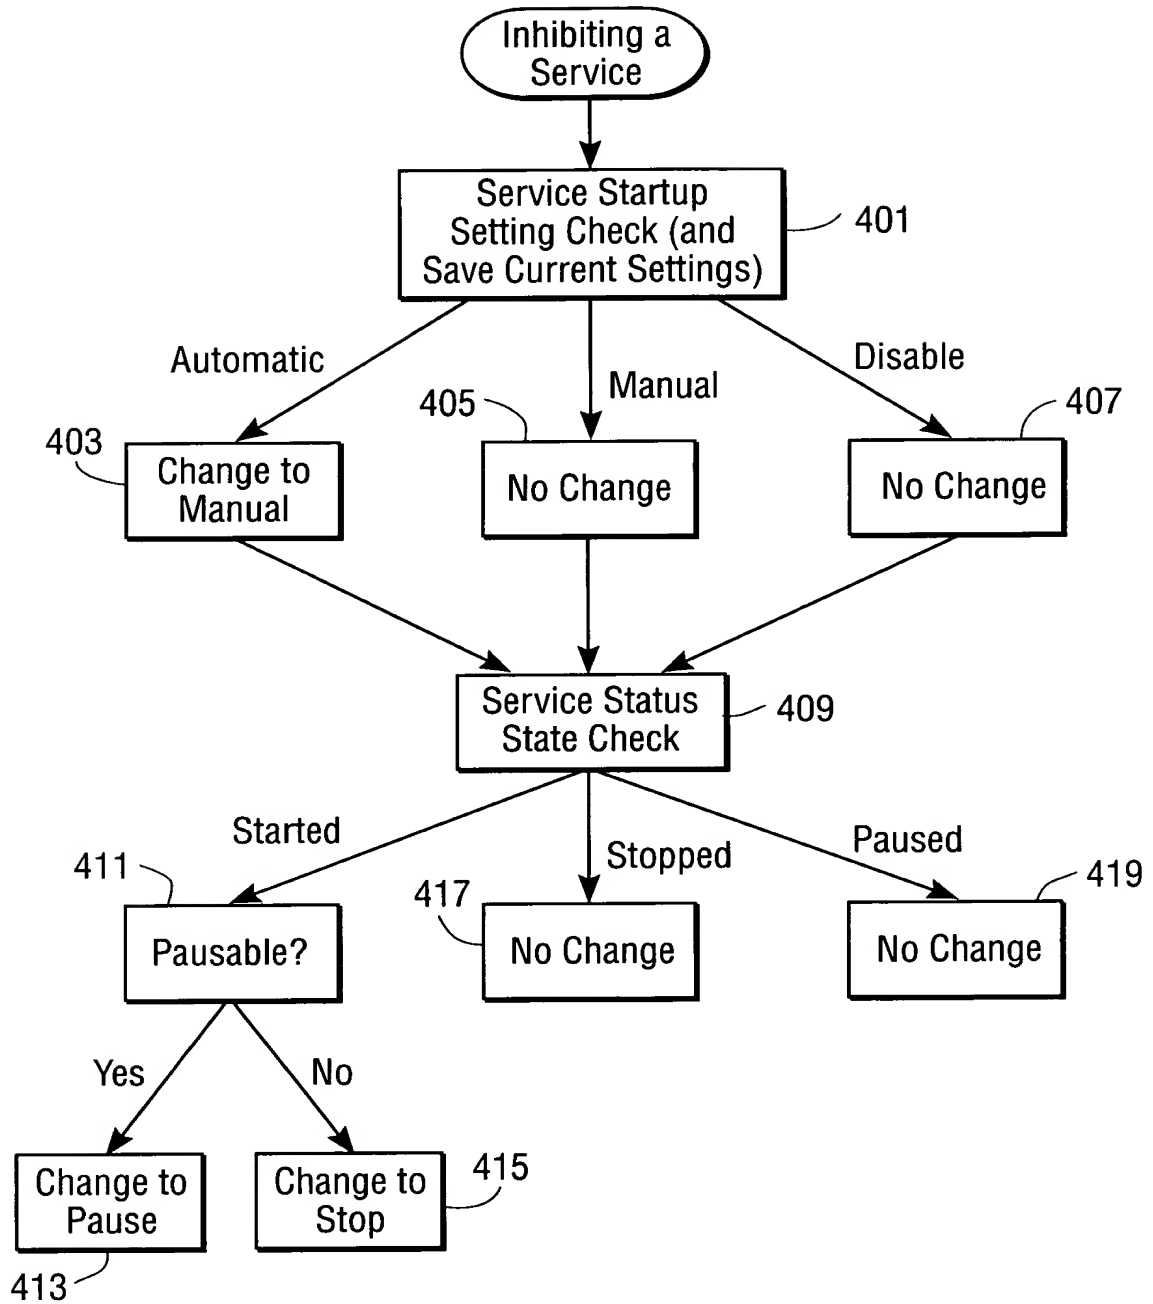 Inhibiting a
Service
Service Startup
Setting Check (and
Save Current Settings)
401
Automatic
Manual
Disable
403
Change to
Manual
405
No Change
407
No Change
Service Status
State Check
409
Started
Stopped
Paused
411
Pausable?
417
No Change
419
No Change
Yes
No
Change to
Pause
413
Change to
Stop
415